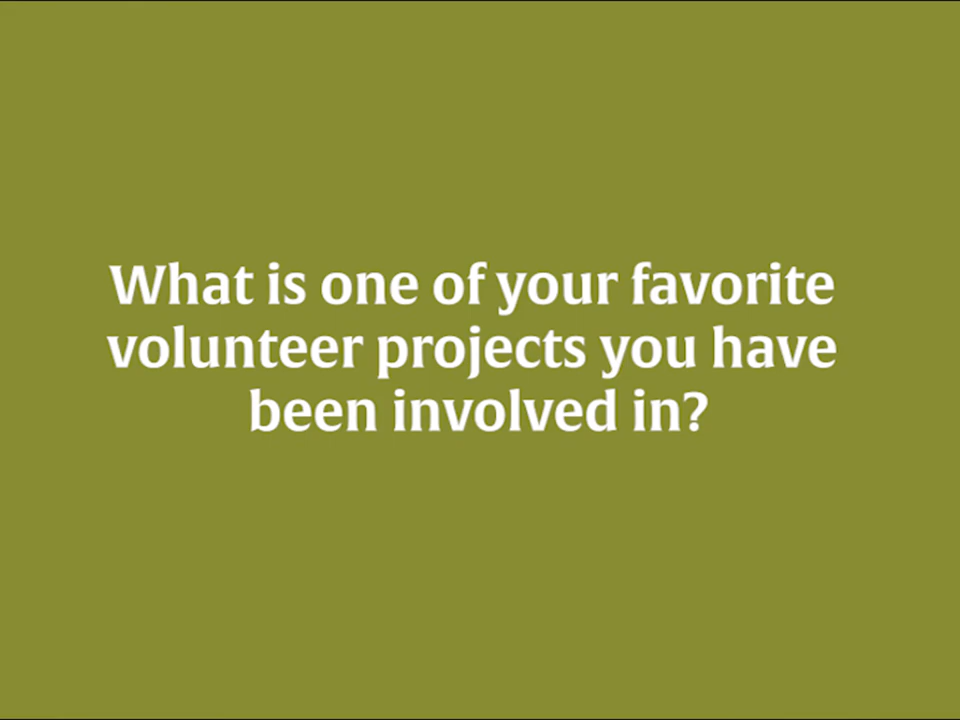 What is one of your favorite
volunteer projects you have
been involved in?